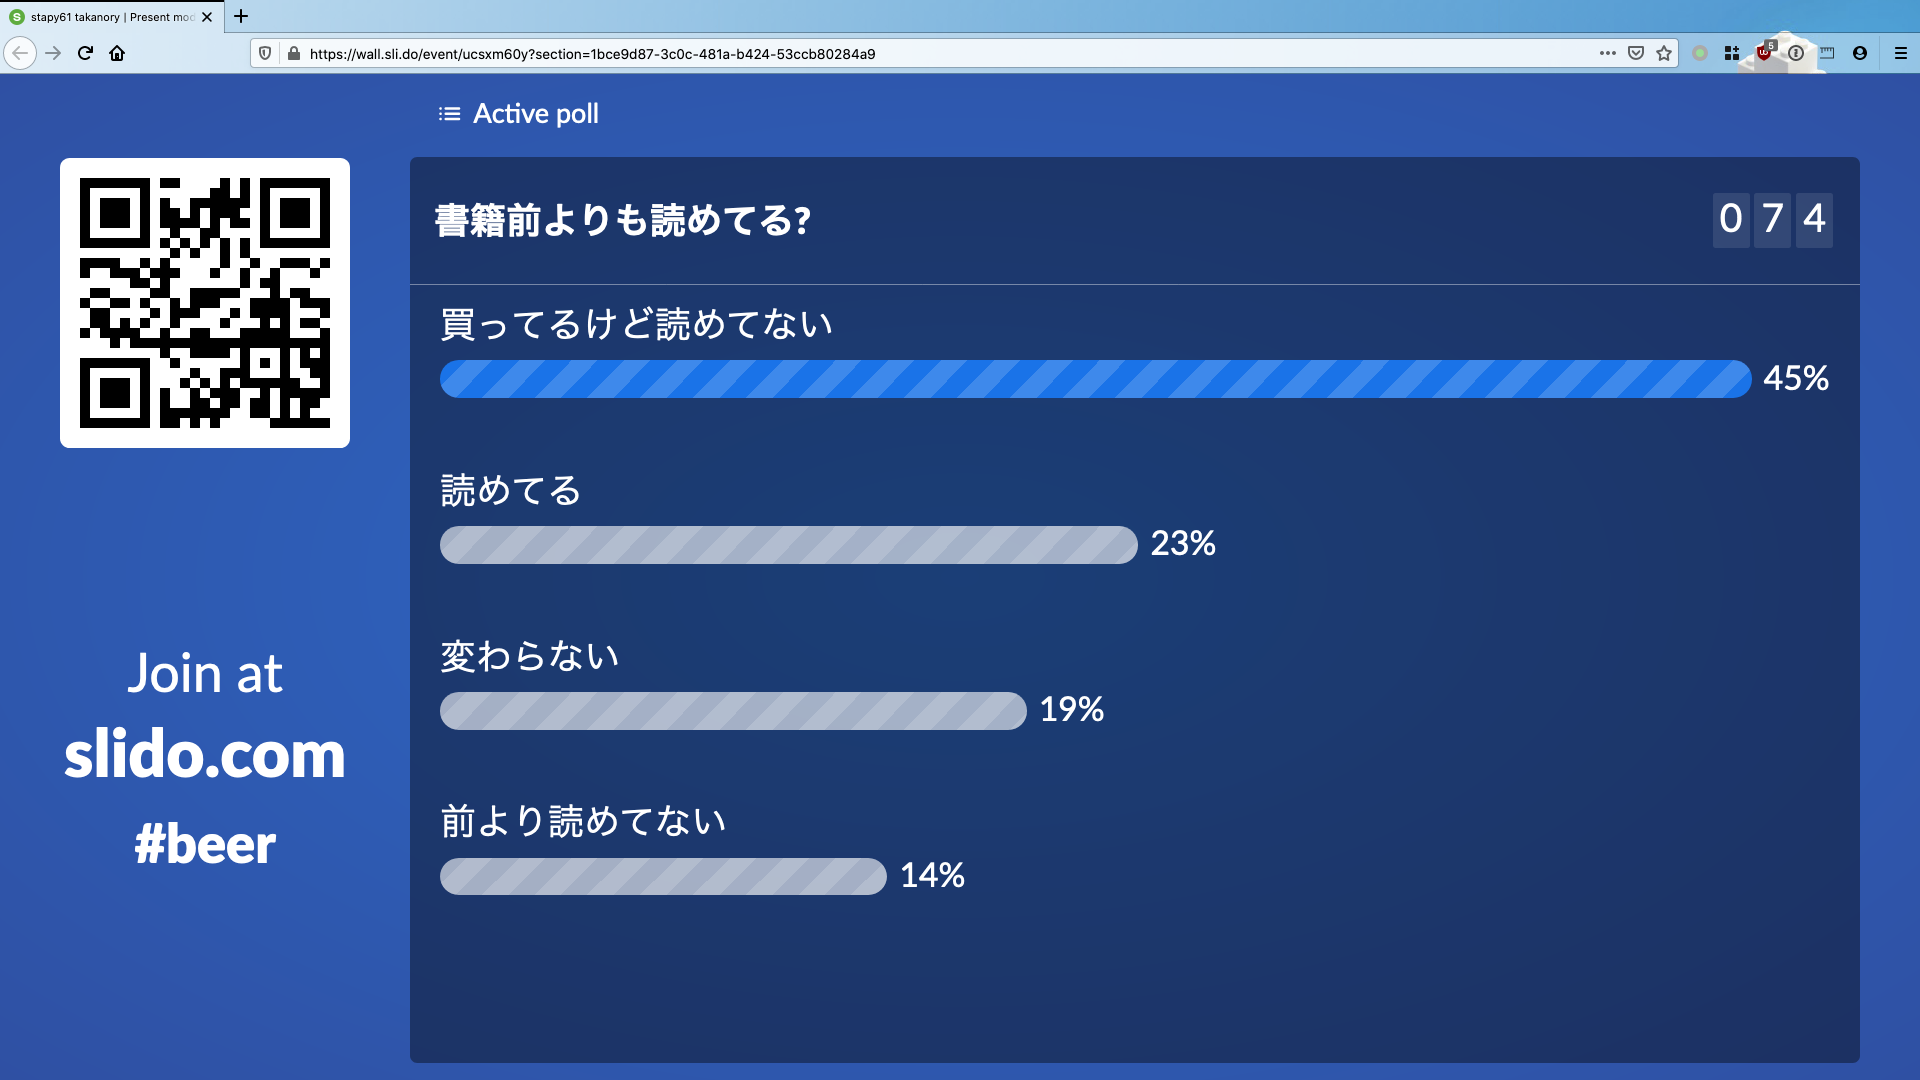 stapy61 takanory | Present mod
https://wall.sli.do/event/ucsxm60y?section=1bce9d87-3c0c-481a-b424-53ccb80284a9
5
Active poll
書籍前よりも読めてる?
074
買ってるけど読めてない
45%
読めてる
23%
変わらない
19%
前より読めてない
14%
Join at
slido.com
#beer